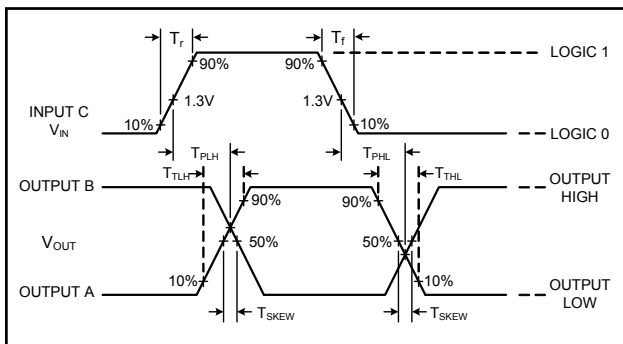 Tr
Tf
90%
90%
LOGIC 1
1.3V
1.3V
INPUT C
VIN
10%
10%
LOGIC 0
TPLH
TPHL
TTLH
TTHL
OUTPUT B
OUTPUT
HIGH
90%
90%
VOUT
50%
50%
10%
10%
OUTPUT A
OUTPUT
LOW
TSKEW
TSKEW